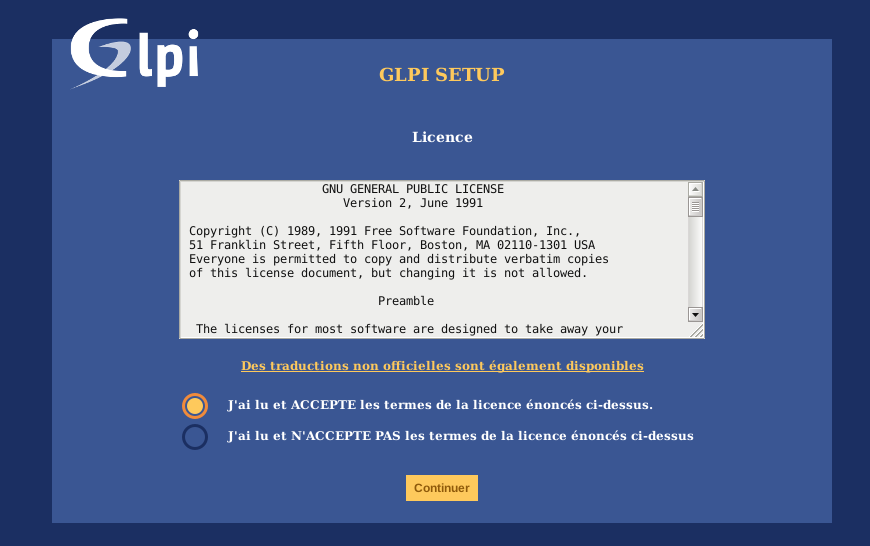 Glpi
GLPI SETUP
Licence
GNU GENERAL PUBLIC LICENSE
Version 2, June 1991
Copyright (C) 1989, 1991 Free Software Foundation, Inc.,
51 Franklin Street, Fifth Floor, Boston, MA 02110-1301 USA
Everyone is permitted to copy and distribute verbatim copies
of this license document, but changing it is not allowed.
Preamble
The licenses for most software are designed to take away your
Des traductions non officielles sont également disponibles
J'ai lu et ACCEPTE les termes de la licence énoncés ci-dessus.
J'ai lu et N'ACCEPTE PAS les termes de la licence énoncés ci-dessus
Continuer